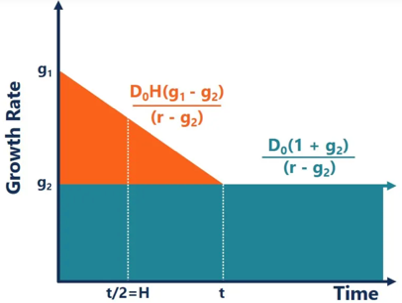 Growth Rate
g₁
D₀H(g₁ - g₂)
(r - g₂)
D₀(1 + g₂)
(r - g₂)
g₂
t/2=H
t
Time